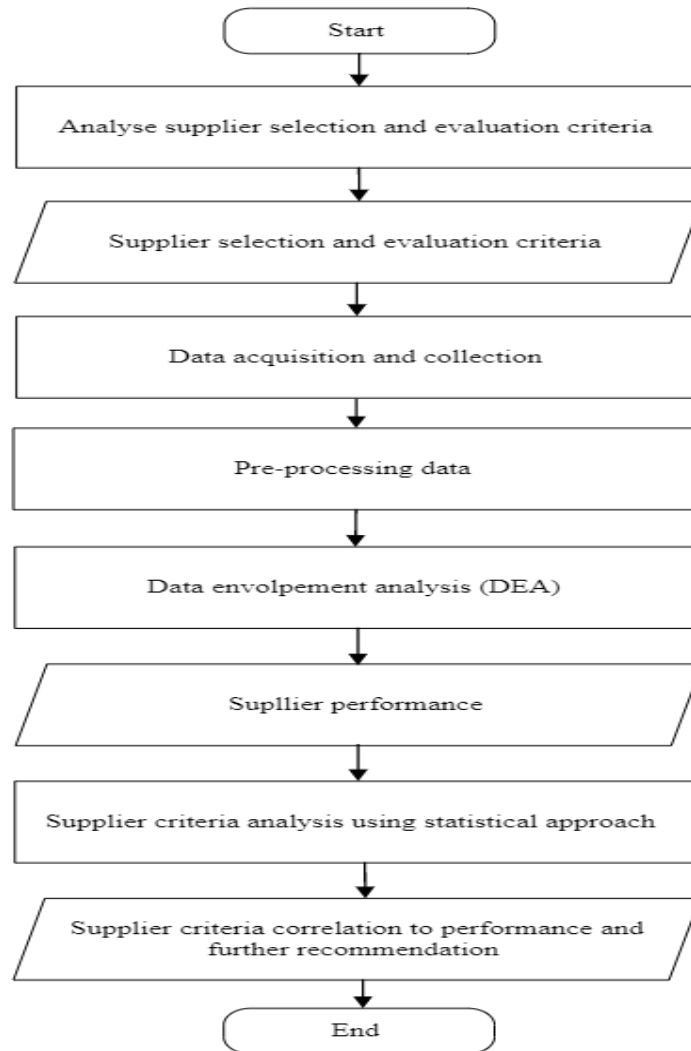 Start
Analyse supplier selection and evaluation criteria
Supplier selection and evaluation criteria
Data acquisition and collection
Pre-processing data
Data envolpement analysis (DEA)
Supllier performance
Supplier criteria analysis using statistical approach
Supplier criteria correlation to performance and
further recommendation
End